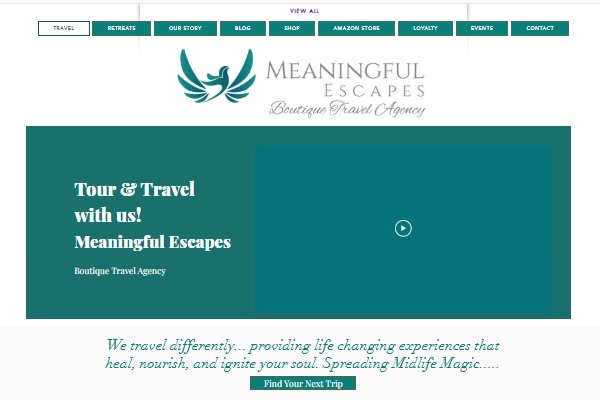 VIEW ALL
TRAVEL RETREATS OUR STORY BLOG SHOP AMAZON STORE LOYALTY EVENTS CONTACT
MEANINGFUL
ESCAPES
Boutique Travel Agency
Tour & Travel
with us!
Meaningful Escapes
Boutique Travel Agency
We travel differently... providing life changing experiences that
heal, nourish, and ignite your soul. Spreading Midlife Magic.....
Find Your Next Trip